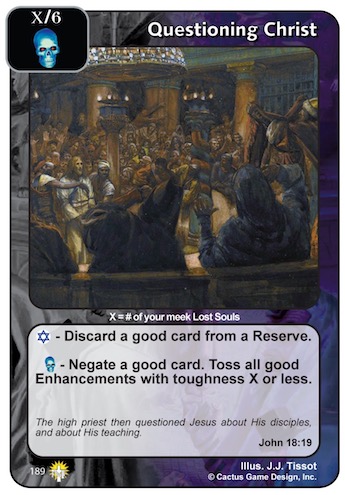 X/6
Questioning Christ
X = # of your meek Lost Souls
- Discard a good card from a Reserve.
- Negate a good card. Toss all good
Enhancements with toughness X or less.
The high priest then questioned Jesus about His disciples,
and about His teaching.
John 18:19
Illus. J.J. Tissot
189
© Cactus Game Design, Inc.